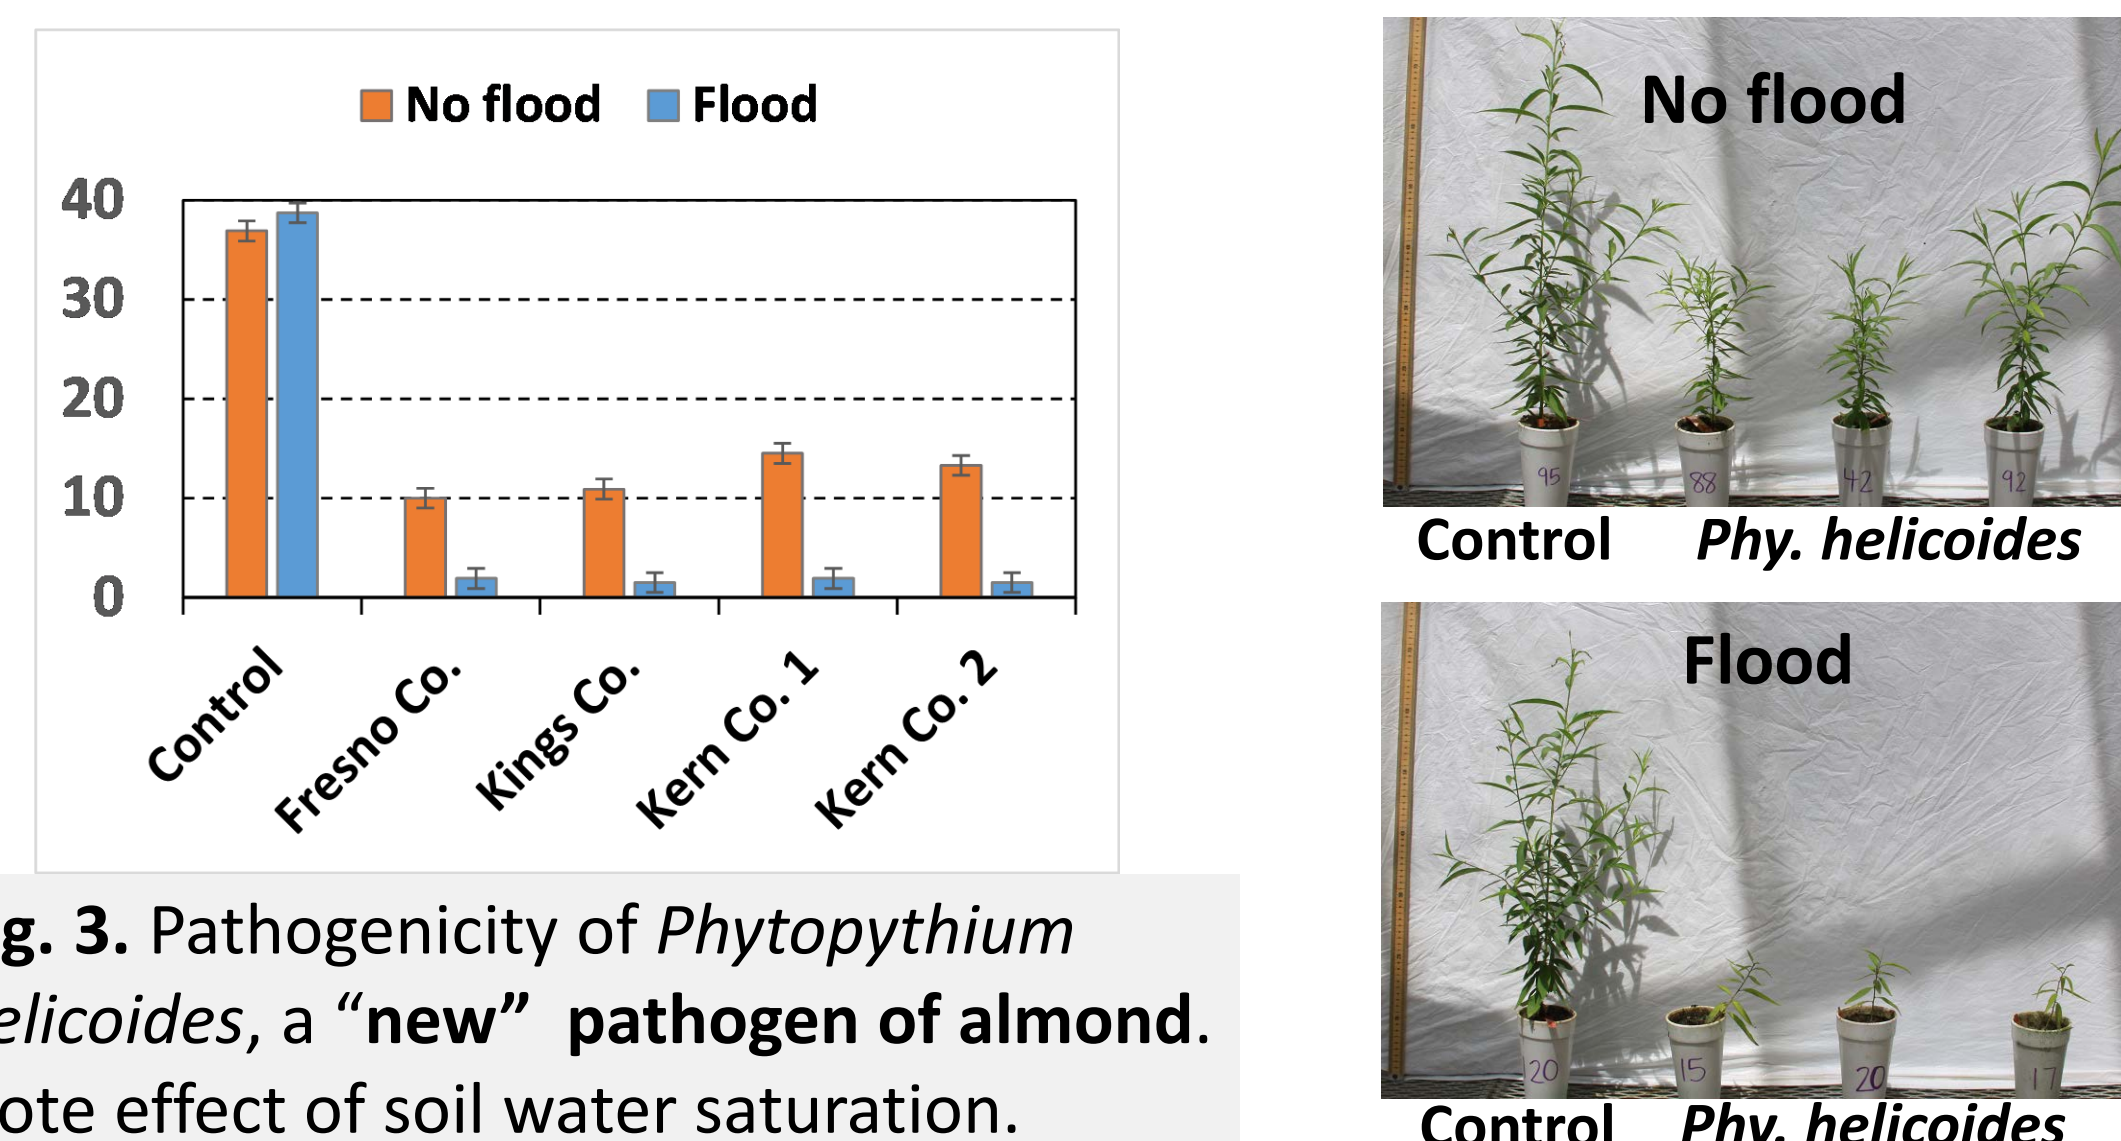 No flood Flood
40
30
20
10
0
Control
Fresno Co.
Kings Co.
Kern Co. 1
Kern Co. 2
g. 3. Pathogenicity of Phytopythium
elicoides, a “new” pathogen of almond.
ote effect of soil water saturation.
No flood
95 88 42 92
Control Phy. helicoides
Flood
120 15 20 17
Control Phy. helicoides